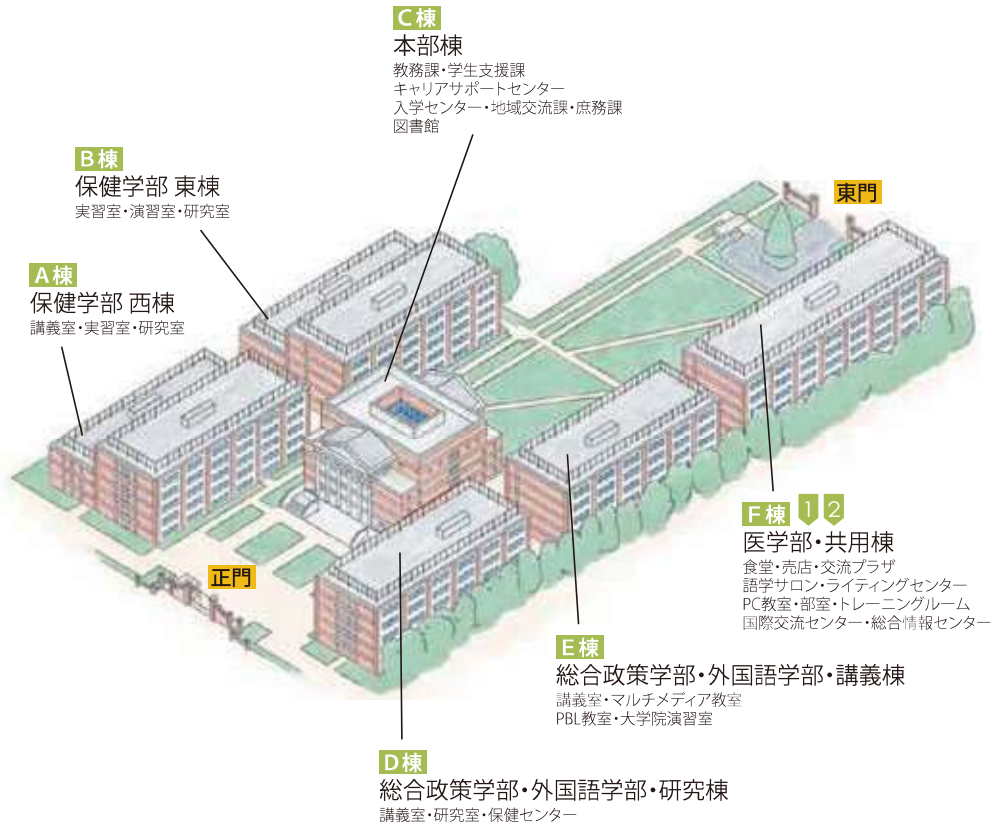 C棟
本部棟
教務課・学生支援課
キャリアサポートセンター
入学センター・地域交流課・庶務課
図書館
B棟
保健学部 東棟
実習室・演習室・研究室
東門
A棟
保健学部 西棟
講義室・実習室・研究室
正門
F棟 1 2
医学部・共用棟
食堂・売店・交流プラザ
語学サロン・ライティングセンター
PC教室・部室・トレーニングルーム
国際交流センター・総合情報センター
E棟
総合政策学部・外国語学部・講義棟
講義室・マルチメディア教室
PBL教室・大学院演習室
D棟
総合政策学部・外国語学部・研究棟
講義室・研究室・保健センター